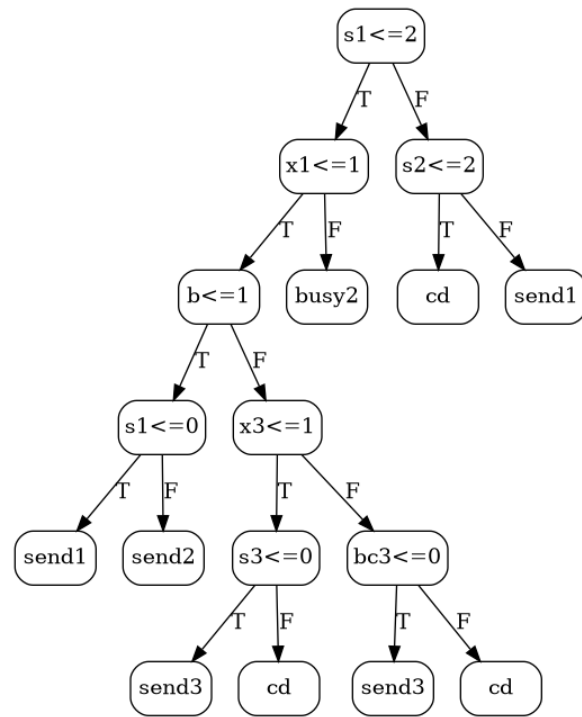 s1<=2
T F
x1<=1 s2<=2
T F T F
b<=1 busy2 cd send1
T F
s1<=0 x3<=1
T F T F
send1 send2 s3<=0 bc3<=0
T F T F
send3 cd send3 cd